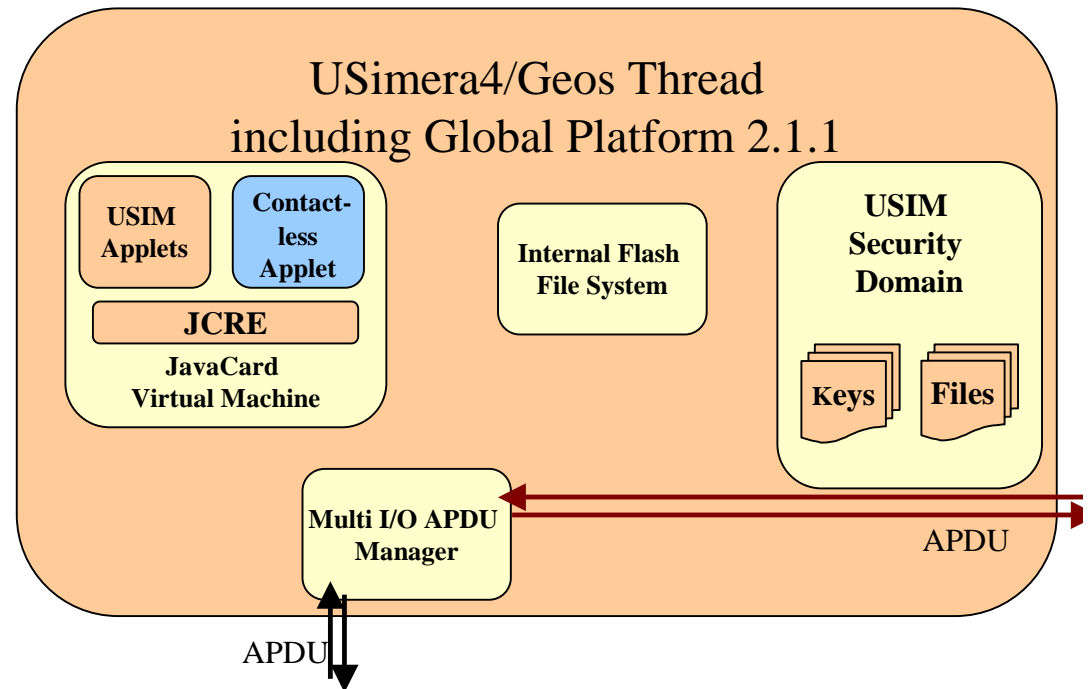 USimera4/Geos Thread
including Global Platform 2.1.1
USIM
Applets
Contact-
less
Applet
JCRE
JavaCard
Virtual Machine
Internal Flash
File System
USIM
Security
Domain
Keys
Files
Multi I/O APDU
Manager
APDU
APDU